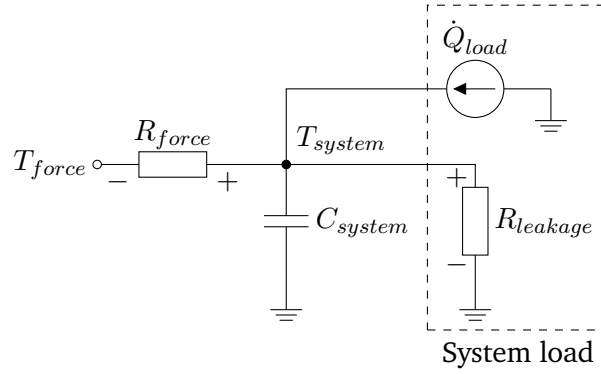 Q̇_load
R_force
T_system
T_force
− +
+
C_system
R_leakage
−
System load